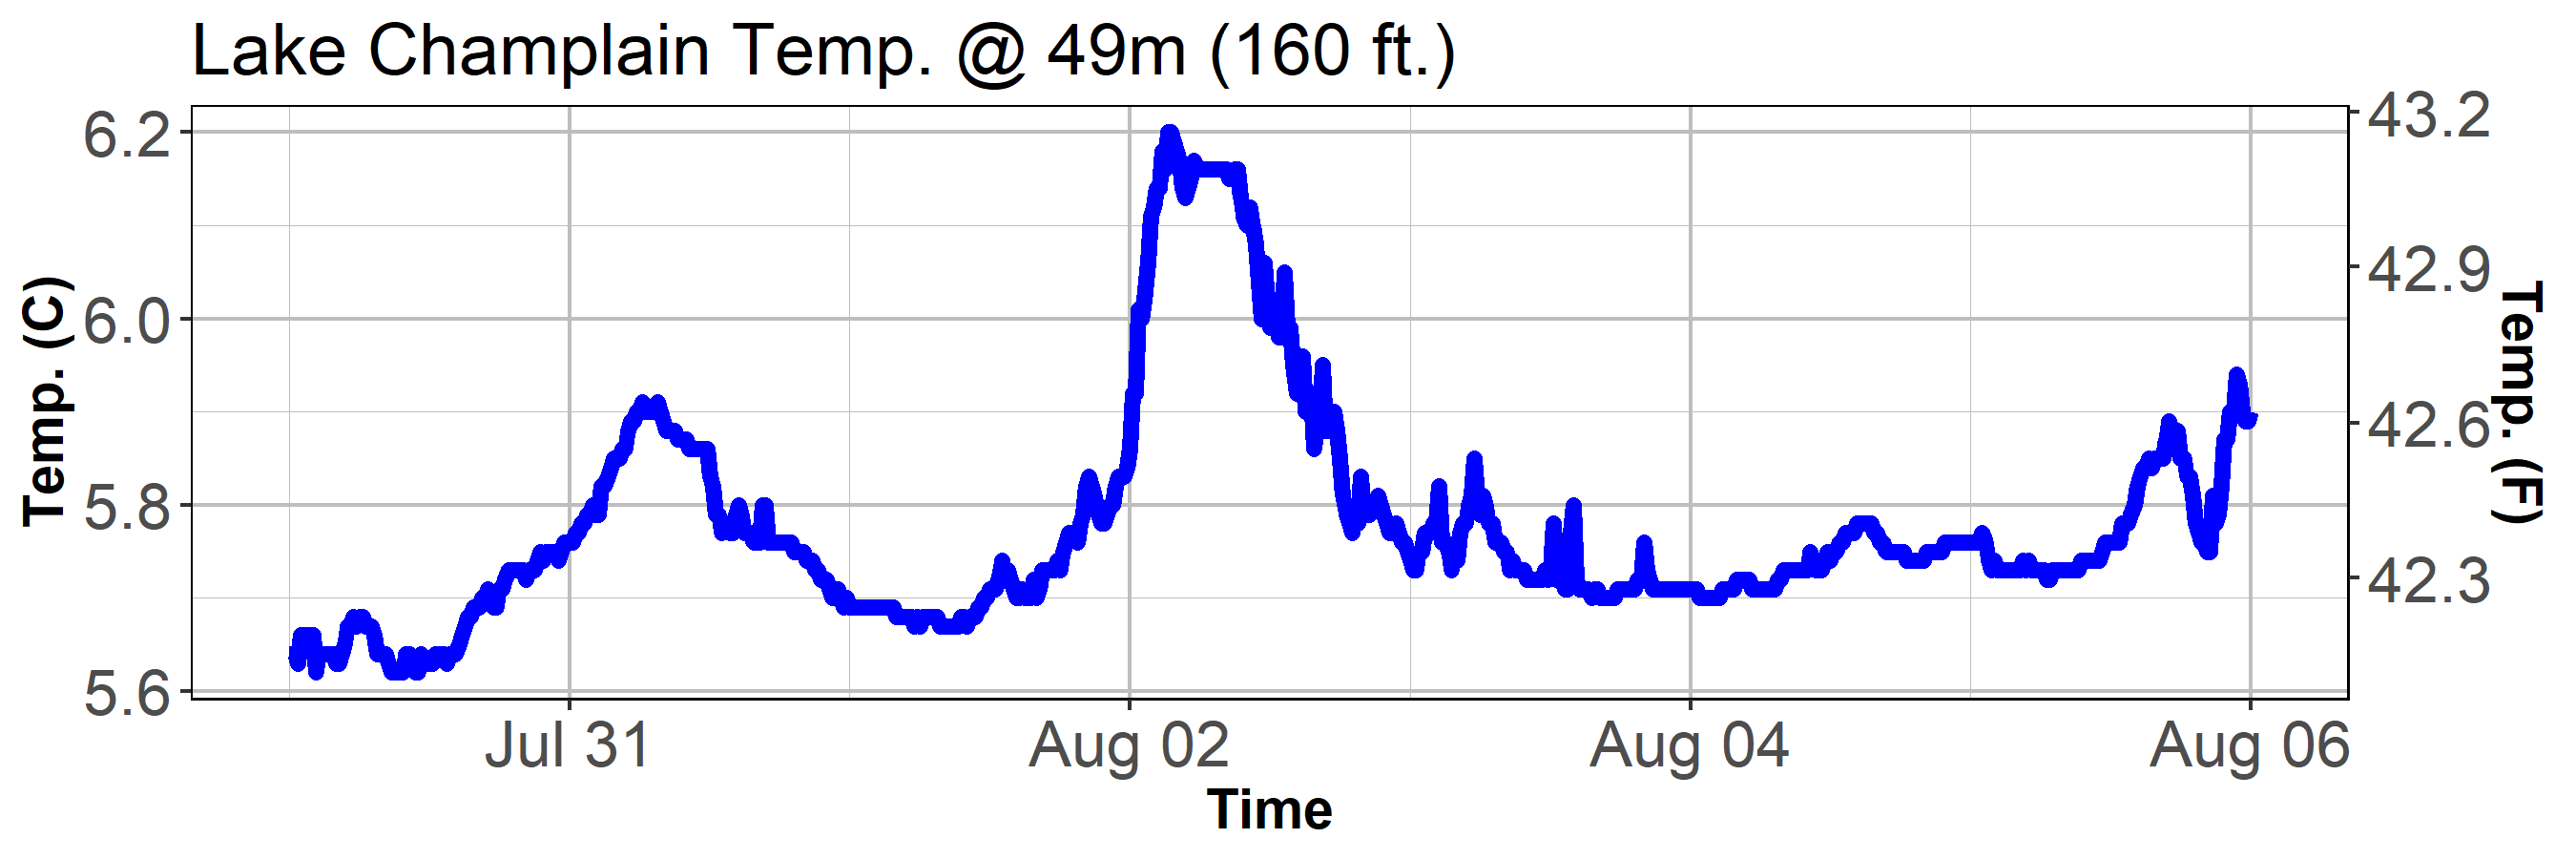 Lake Champlain Temp. @ 49m (160 ft.)
6.2
6.0
5.8
5.6
Temp. (C)
43.2
42.9
42.6
42.3
Temp. (F)
Jul 31
Aug 02
Aug 04
Aug 06
Time